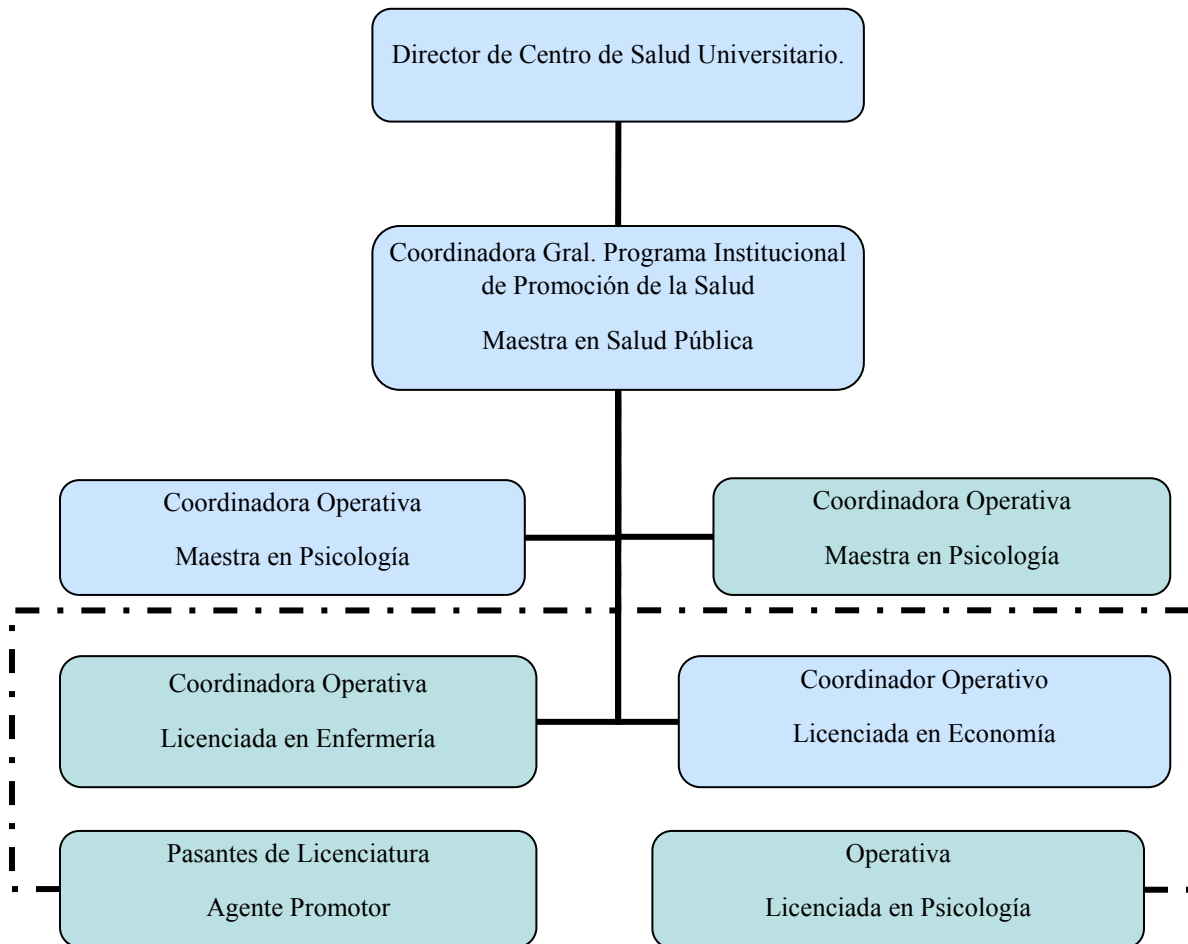 Director de Centro de Salud Universitario.
Coordinadora Gral. Programa Institucional
de Promoción de la Salud
Maestra en Salud Pública
Coordinadora Operativa
Maestra en Psicología
Coordinadora Operativa
Maestra en Psicología
Coordinadora Operativa
Licenciada en Enfermería
Coordinador Operativo
Licenciada en Economía
Pasantes de Licenciatura
Agente Promotor
Operativa
Licenciada en Psicología